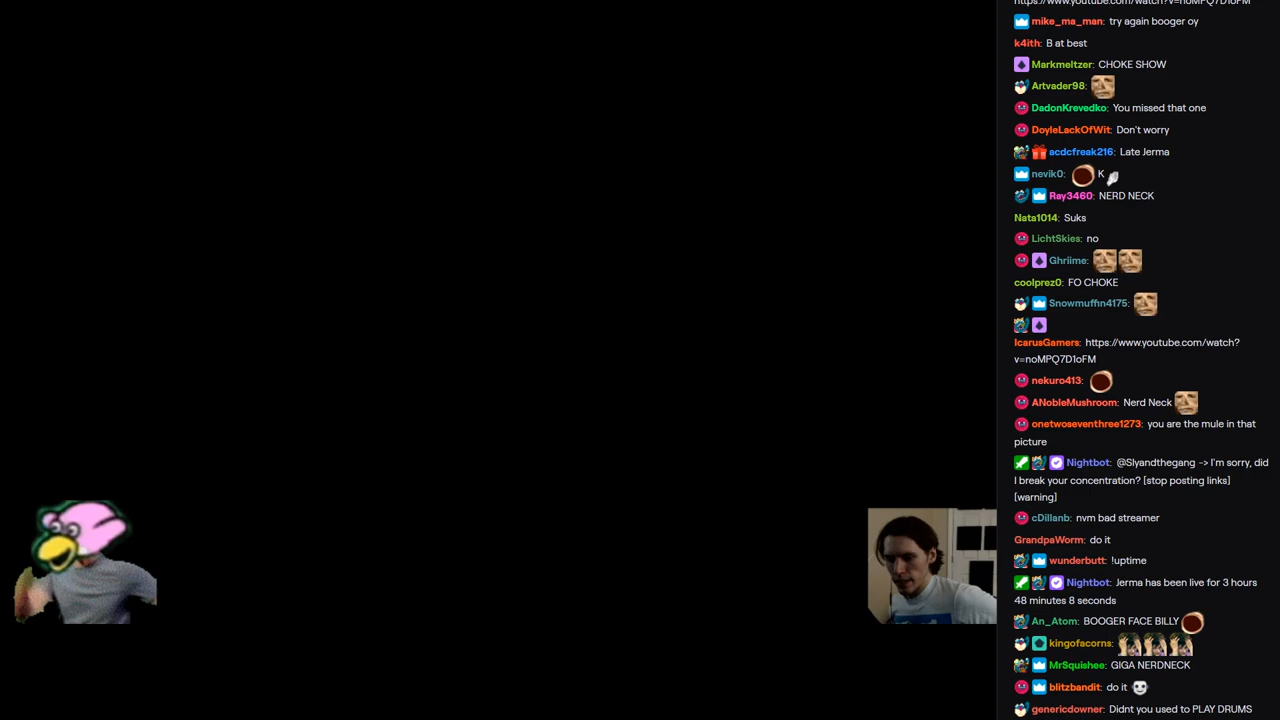 https://www.youtube.com/watch?v=noMPQ7D1oFM
mike_ma_man: try again booger oy
k4ith: B at best
Markmeltzer: CHOKE SHOW
Artvader98:
DadonKrevedko: You missed that one
DoyleLackOfWit: Don't worry
acdcfreak216: Late Jerma
nevik0: K
Ray3460: NERD NECK
Nata1014: Suks
LichtSkies: no
Ghriime:
coolprez0: FO CHOKE
Snowmuffin4175:
IcarusGamers: https://www.youtube.com/watch?
v=noMPQ7D1oFM
nekuro413:
ANobleMushroom: Nerd Neck
onetwoseventhree1273: you are the mule in that
picture
Nightbot: @Slyandthegang -> I'm sorry, did
I break your concentration? [stop posting links]
[warning]
cDillanb: nvm bad streamer
GrandpaWorm: do it
wunderbutt: !uptime
Nightbot: Jerma has been live for 3 hours
48 minutes 8 seconds
An_Atom: BOOGER FACE BILLY
kingofacorns:
MrSquishee: GIGA NERDNECK
blitzbandit: do it
genericdowner: Didnt you used to PLAY DRUMS